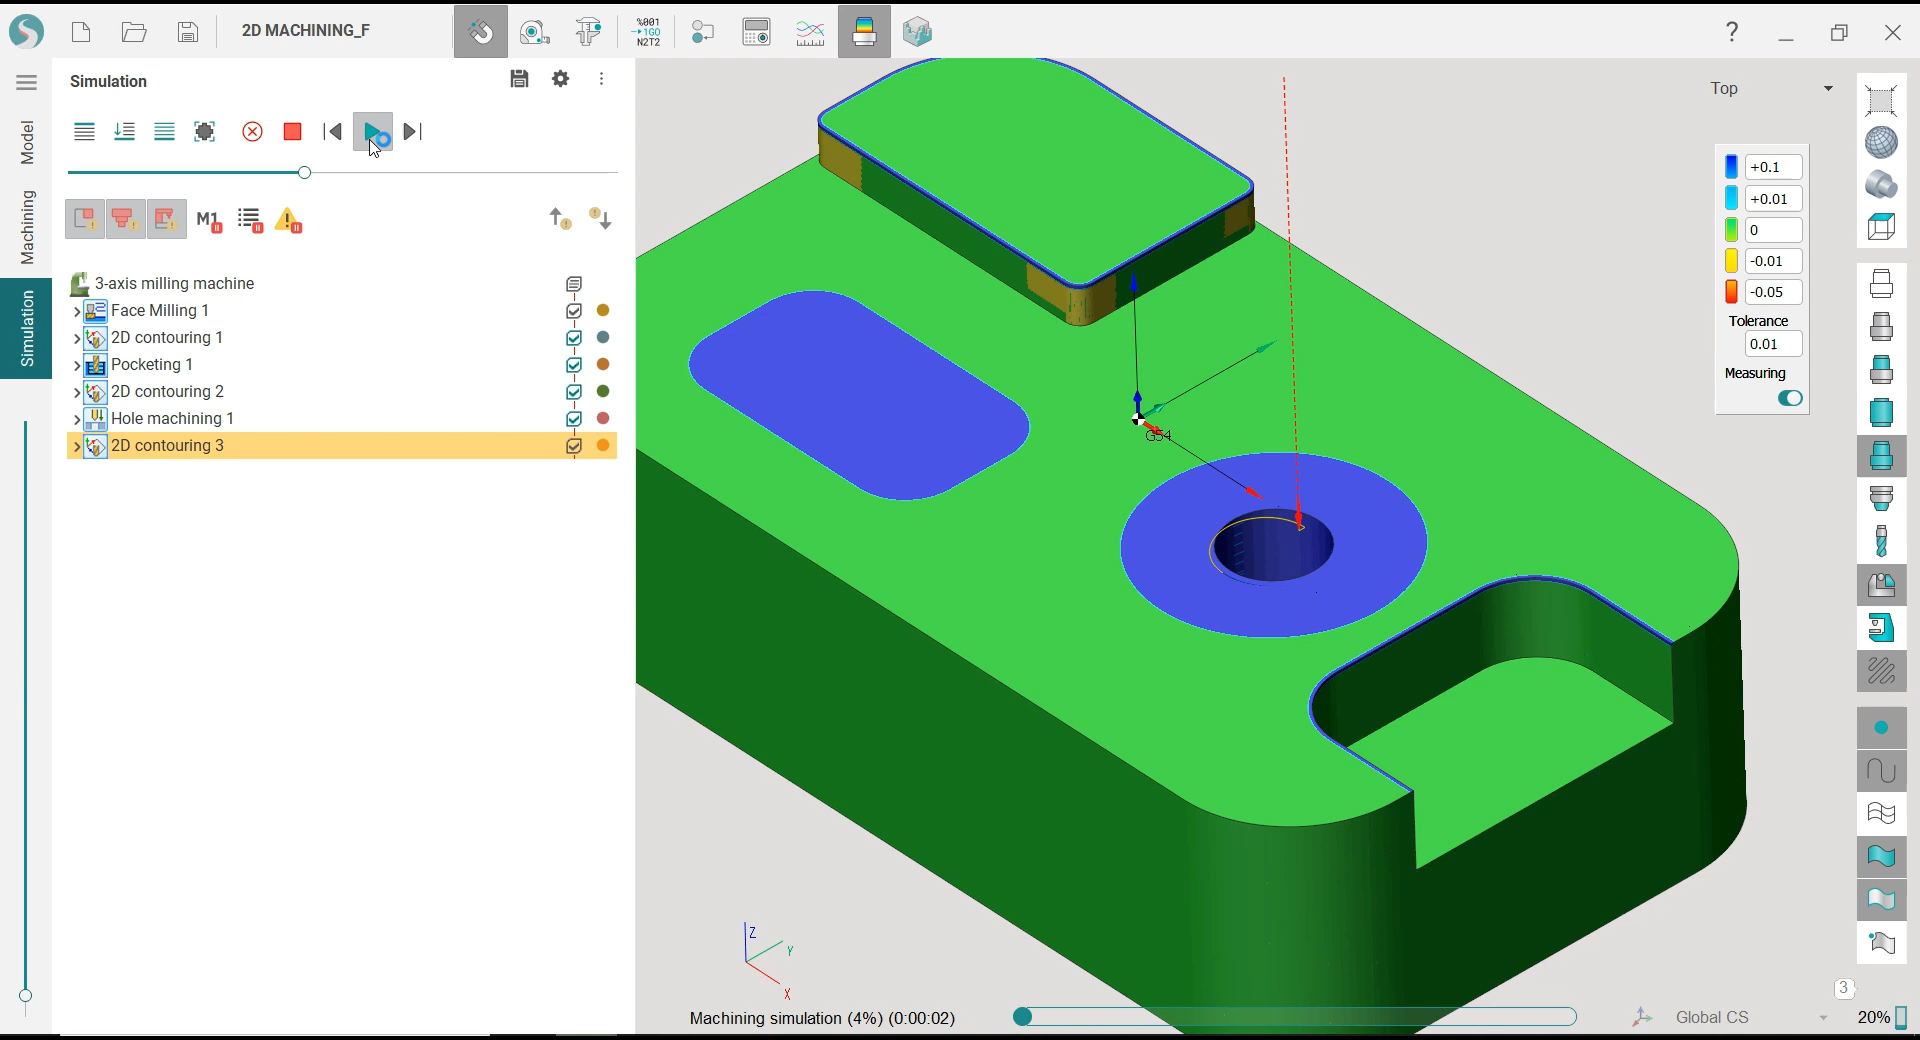 2D MACHINING_F
%001
1G0
N2T2
?
Simulation
Model
Machining
Simulation
M1
3-axis milling machine
Face Milling 1
2D contouring 1
Pocketing 1
2D contouring 2
Hole machining 1
2D contouring 3
Top
+0.1
+0.01
0
-0.01
-0.05
Tolerance
0.01
Measuring
G54
Z
Y
X
Machining simulation (4%) (0:00:02)
3
Global CS
20%